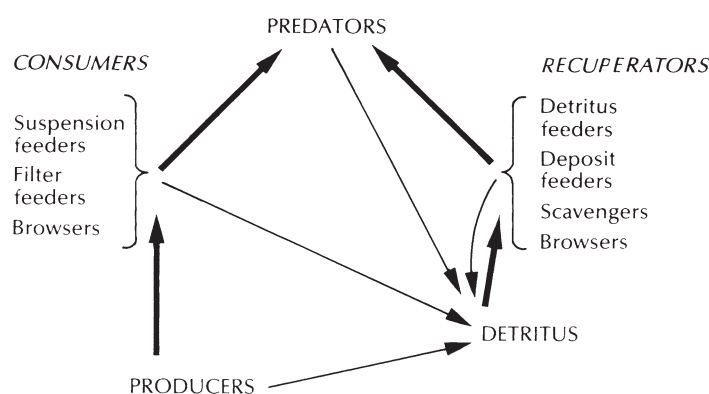 PREDATORS
CONSUMERS
Suspension
feeders
Filter
feeders
Browsers
RECUPERATORS
Detritus
feeders
Deposit
feeders
Scavengers
Browsers
DETRITUS
PRODUCERS